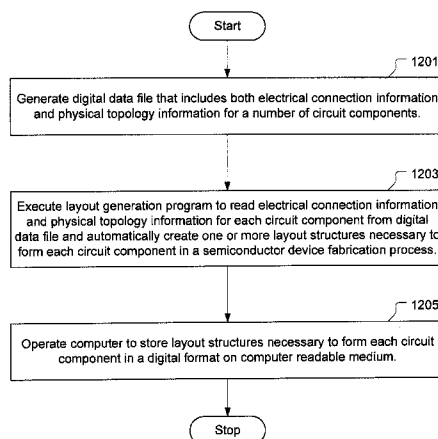 Start
1201
Generate digital data file that includes both electrical connection information
and physical topology information for a number of circuit components.
1203
Execute layout generation program to read electrical connection information
and physical topology information for each circuit component from digital
data file and automatically create one or more layout structures necessary to
form each circuit component in a semiconductor device fabrication process.
1205
Operate computer to store layout structures necessary to form each circuit
component in a digital format on computer readable medium.
Stop